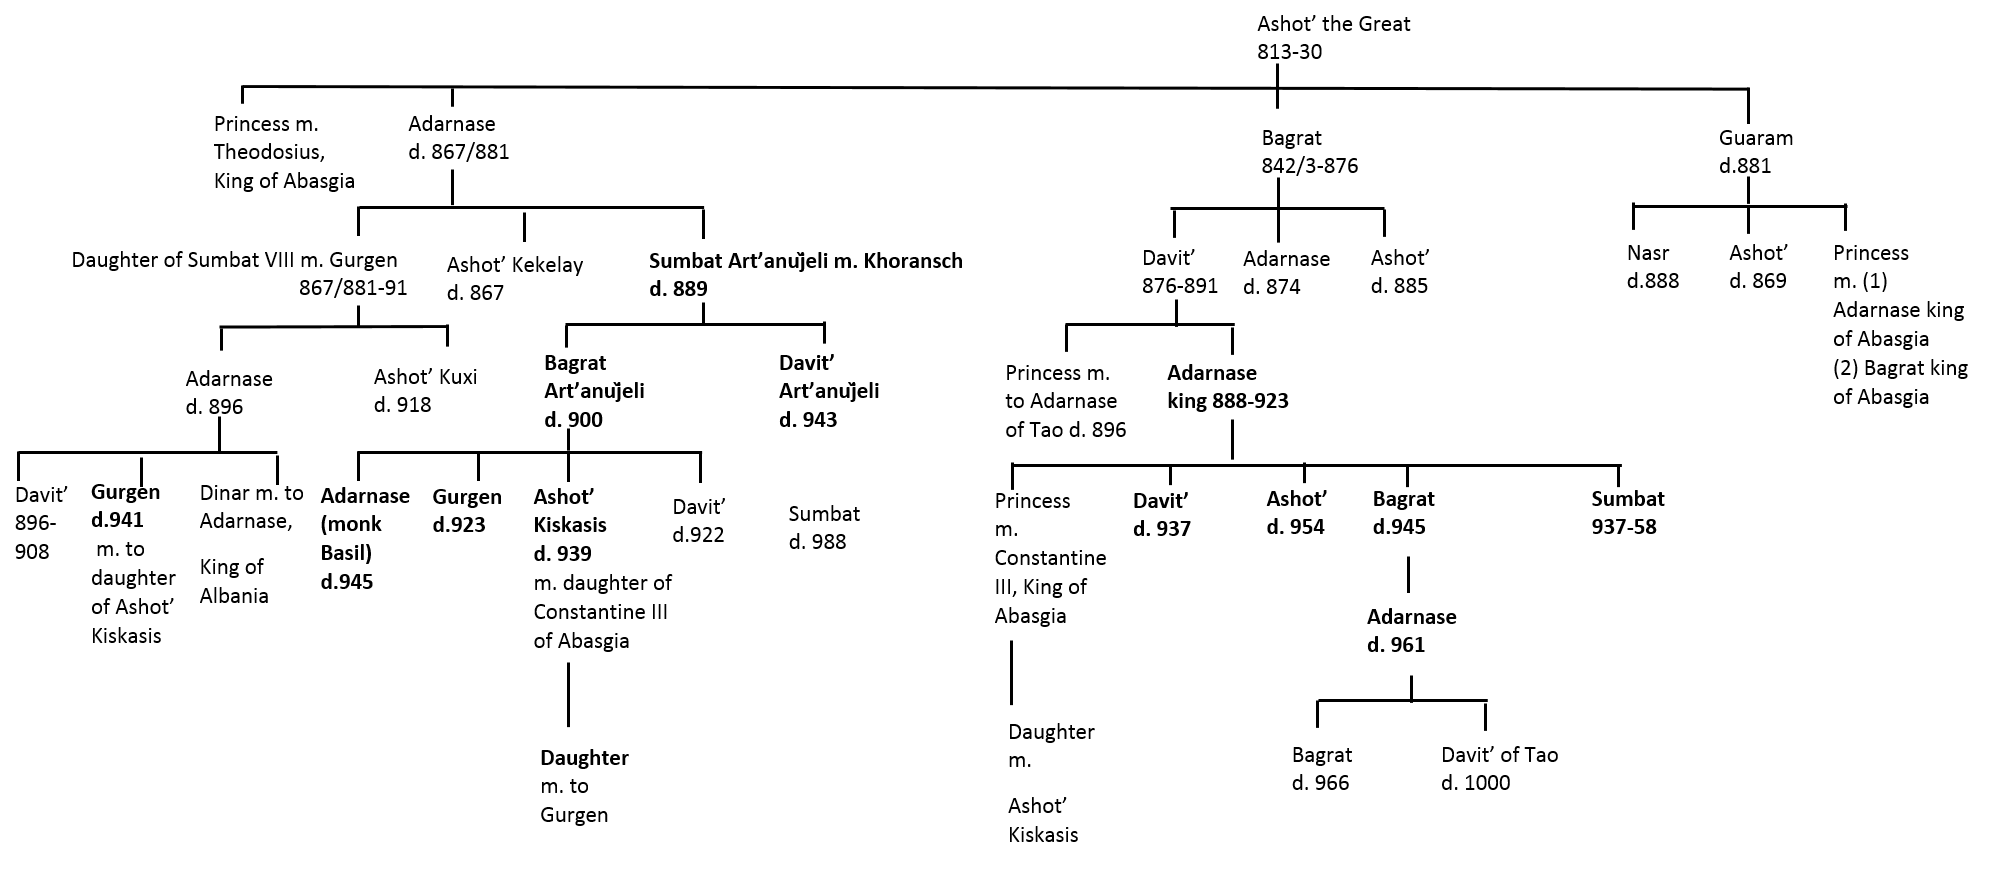 Ashot’ the Great
813-30
Princess m.
Theodosius,
King of Abasgia
Adarnase
d. 867/881
Bagrat
842/3-876
Guaram
d.881
Daughter of Sumbat VIII m. Gurgen
867/881-91
Ashot’ Kekelay
d. 867
Sumbat Art’anuǰeli m. Khoransch
d. 889
Davit’
876-891
Adarnase
d. 874
Ashot’
d. 885
Nasr
d.888
Ashot’
d. 869
Princess
m. (1)
Adarnase king
of Abasgia
(2) Bagrat king
of Abasgia
Adarnase
d. 896
Ashot’ Kuxi
d. 918
Bagrat
Art’anuǰeli
d. 900
Davit’
Art’anuǰeli
d. 943
Princess m.
to Adarnase
of Tao d. 896
Adarnase
king 888-923
Davit’
896-
908
Gurgen
d.941
m. to
daughter
of Ashot’
Kiskasis
Dinar m. to
Adarnase,
King of
Albania
Adarnase
(monk
Basil)
d.945
Gurgen
d.923
Ashot’
Kiskasis
d. 939
m. daughter of
Constantine III
of Abasgia
Davit’
d.922
Sumbat
d. 988
Princess
m.
Constantine
III, King of
Abasgia
Davit’
d. 937
Ashot’
d. 954
Bagrat
d.945
Sumbat
937-58
Adarnase
d. 961
Daughter
m. to
Gurgen
Daughter
m.
Ashot’
Kiskasis
Bagrat
d. 966
Davit’ of Tao
d. 1000